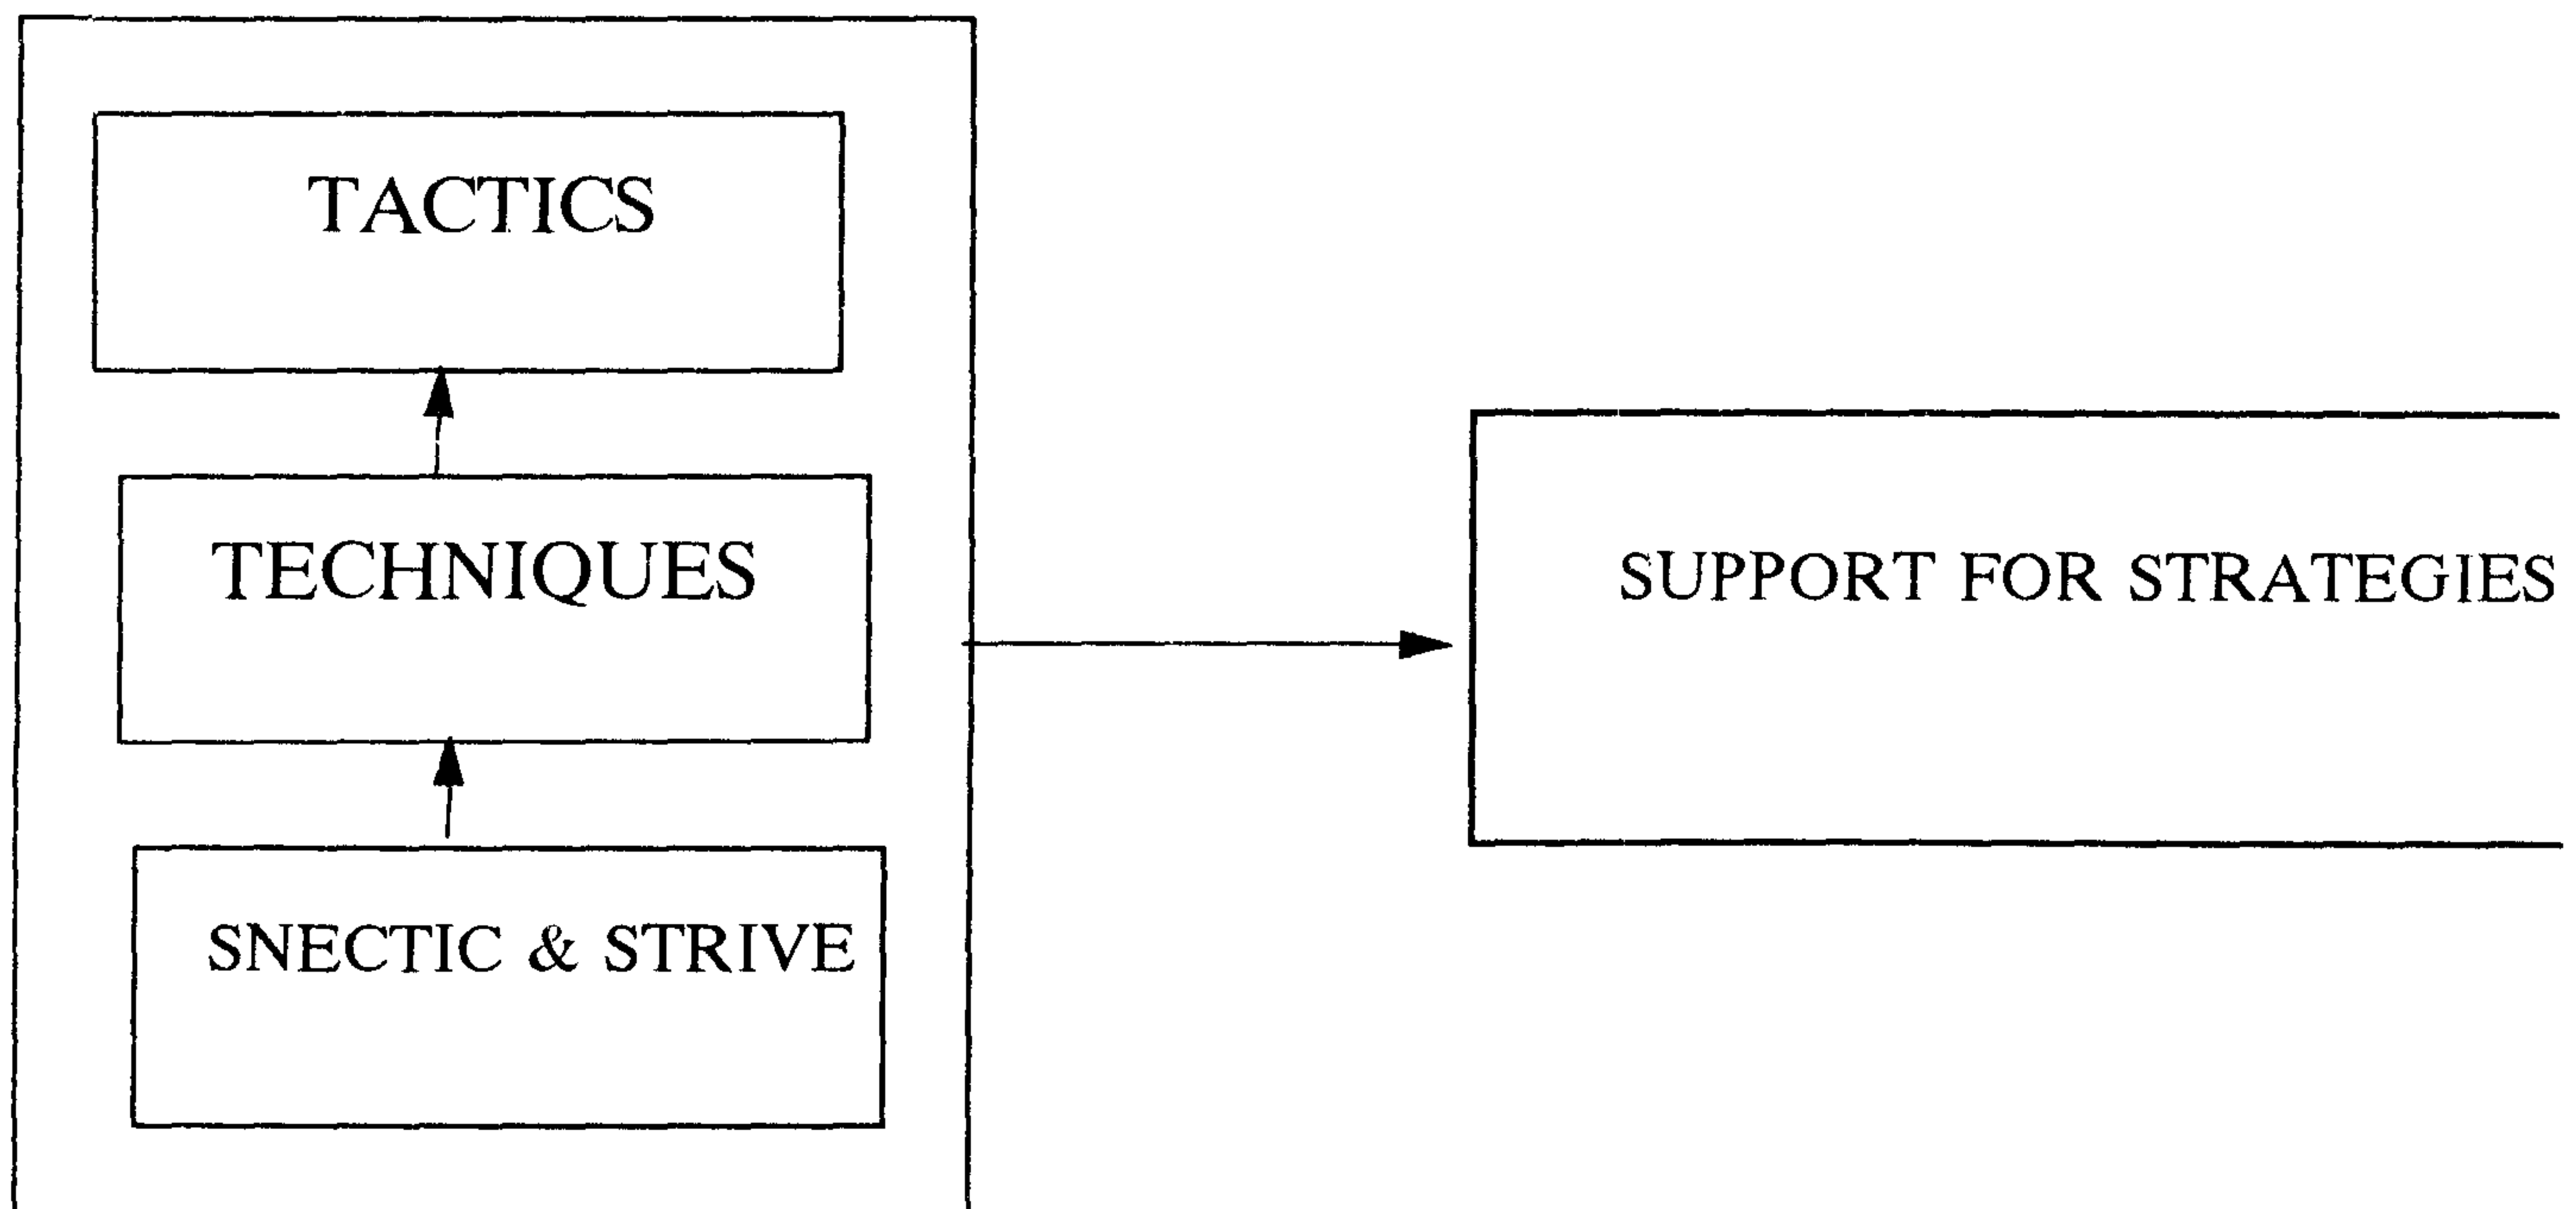 TACTICS
TECHNIQUES
SNECTIC & STRIVE
SUPPORT FOR STRATEGIES